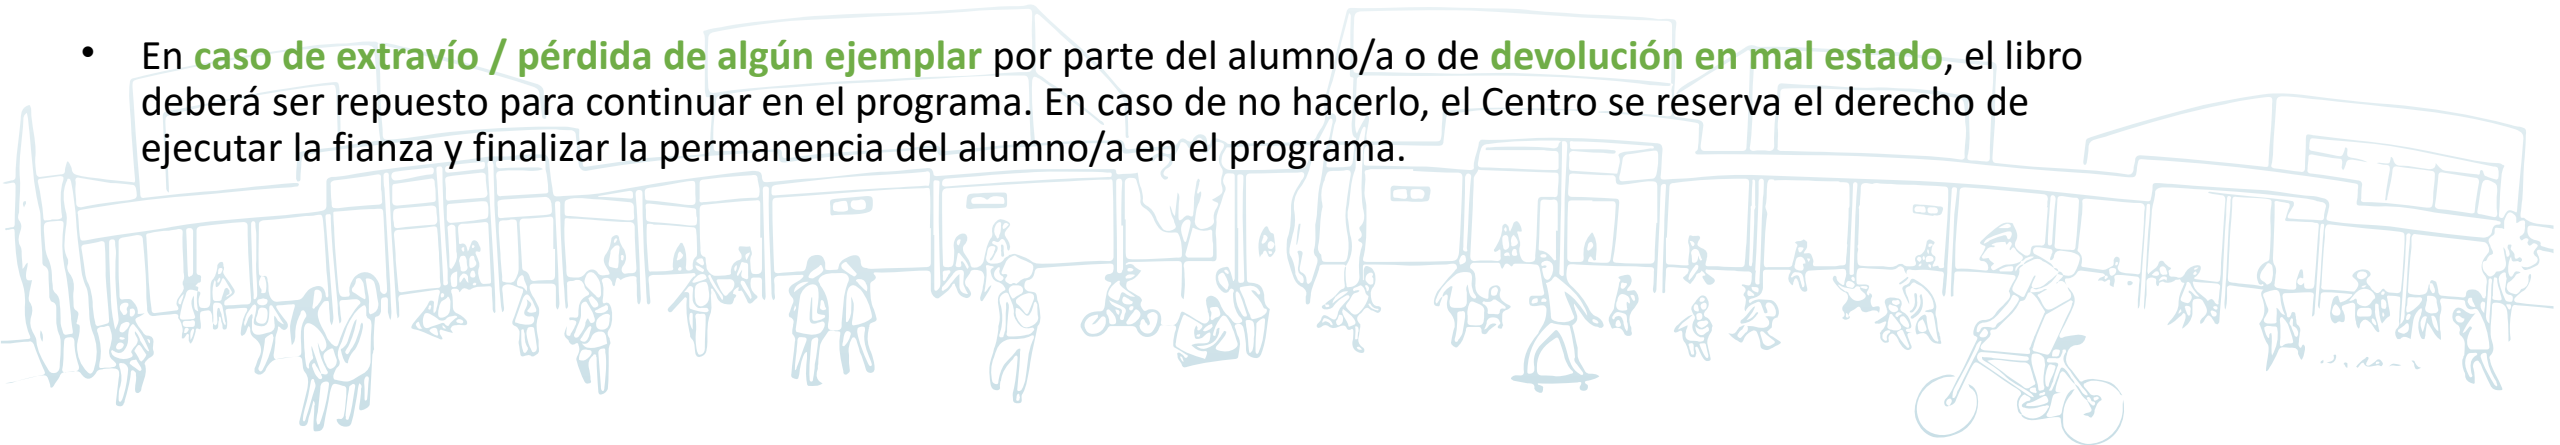 • En caso de extravío / pérdida de algún ejemplar por parte del alumno/a o de devolución en mal estado, el libro
deberá ser repuesto para continuar en el programa. En caso de no hacerlo, el Centro se reserva el derecho de
ejecutar la fianza y finalizar la permanencia del alumno/a en el programa.